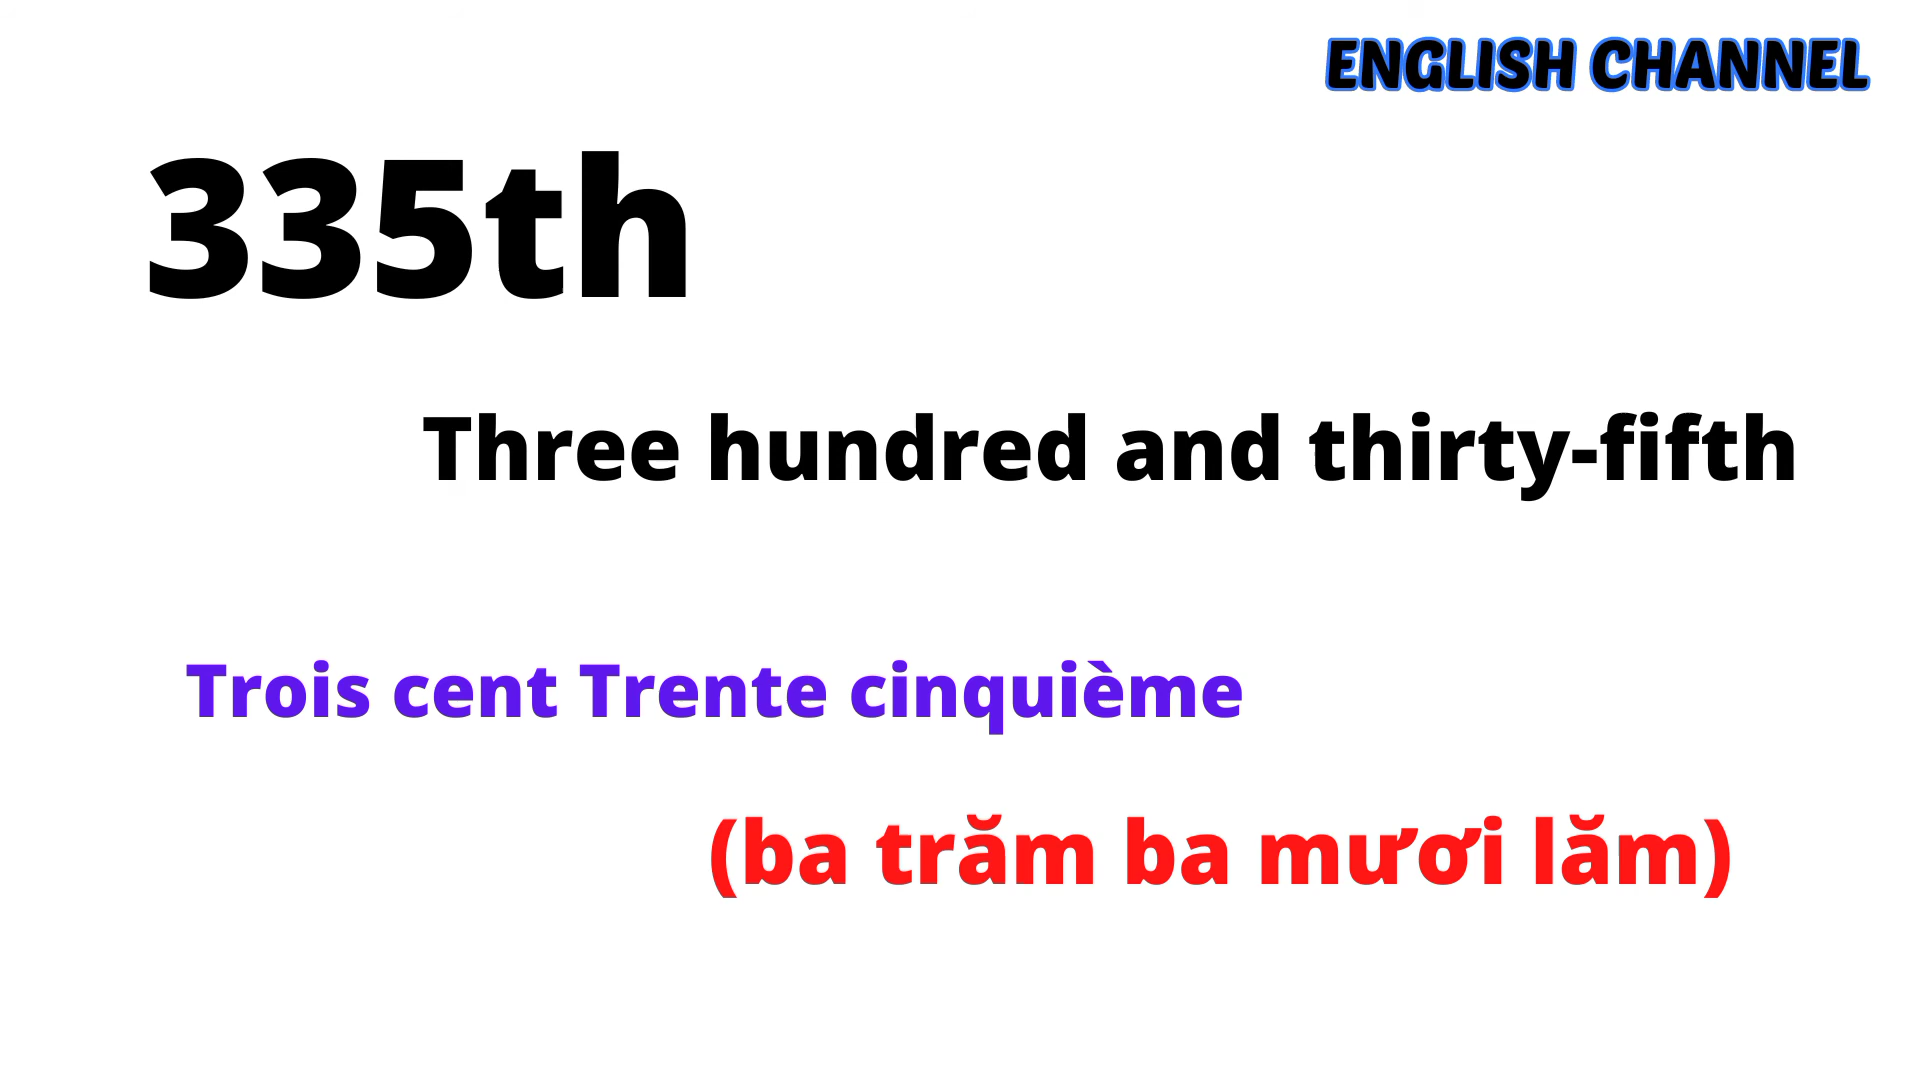 ENGLISH CHANNEL
335th
Three hundred and thirty-fifth
Trois cent Trente cinquième
(ba trăm ba mươi lăm)